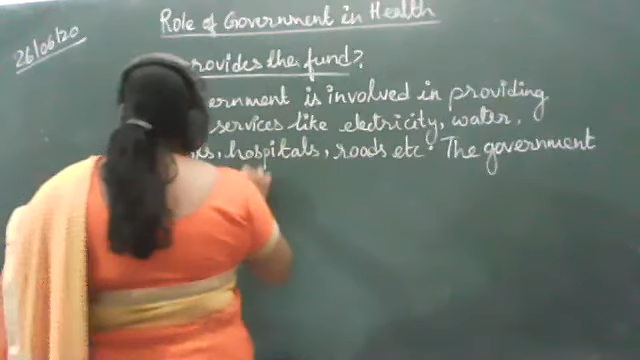 26/06/20
Role of Government in Health
provides the fund?
ernment is involved in providing
services like electricity, water,
, hospitals, roads etc. The government